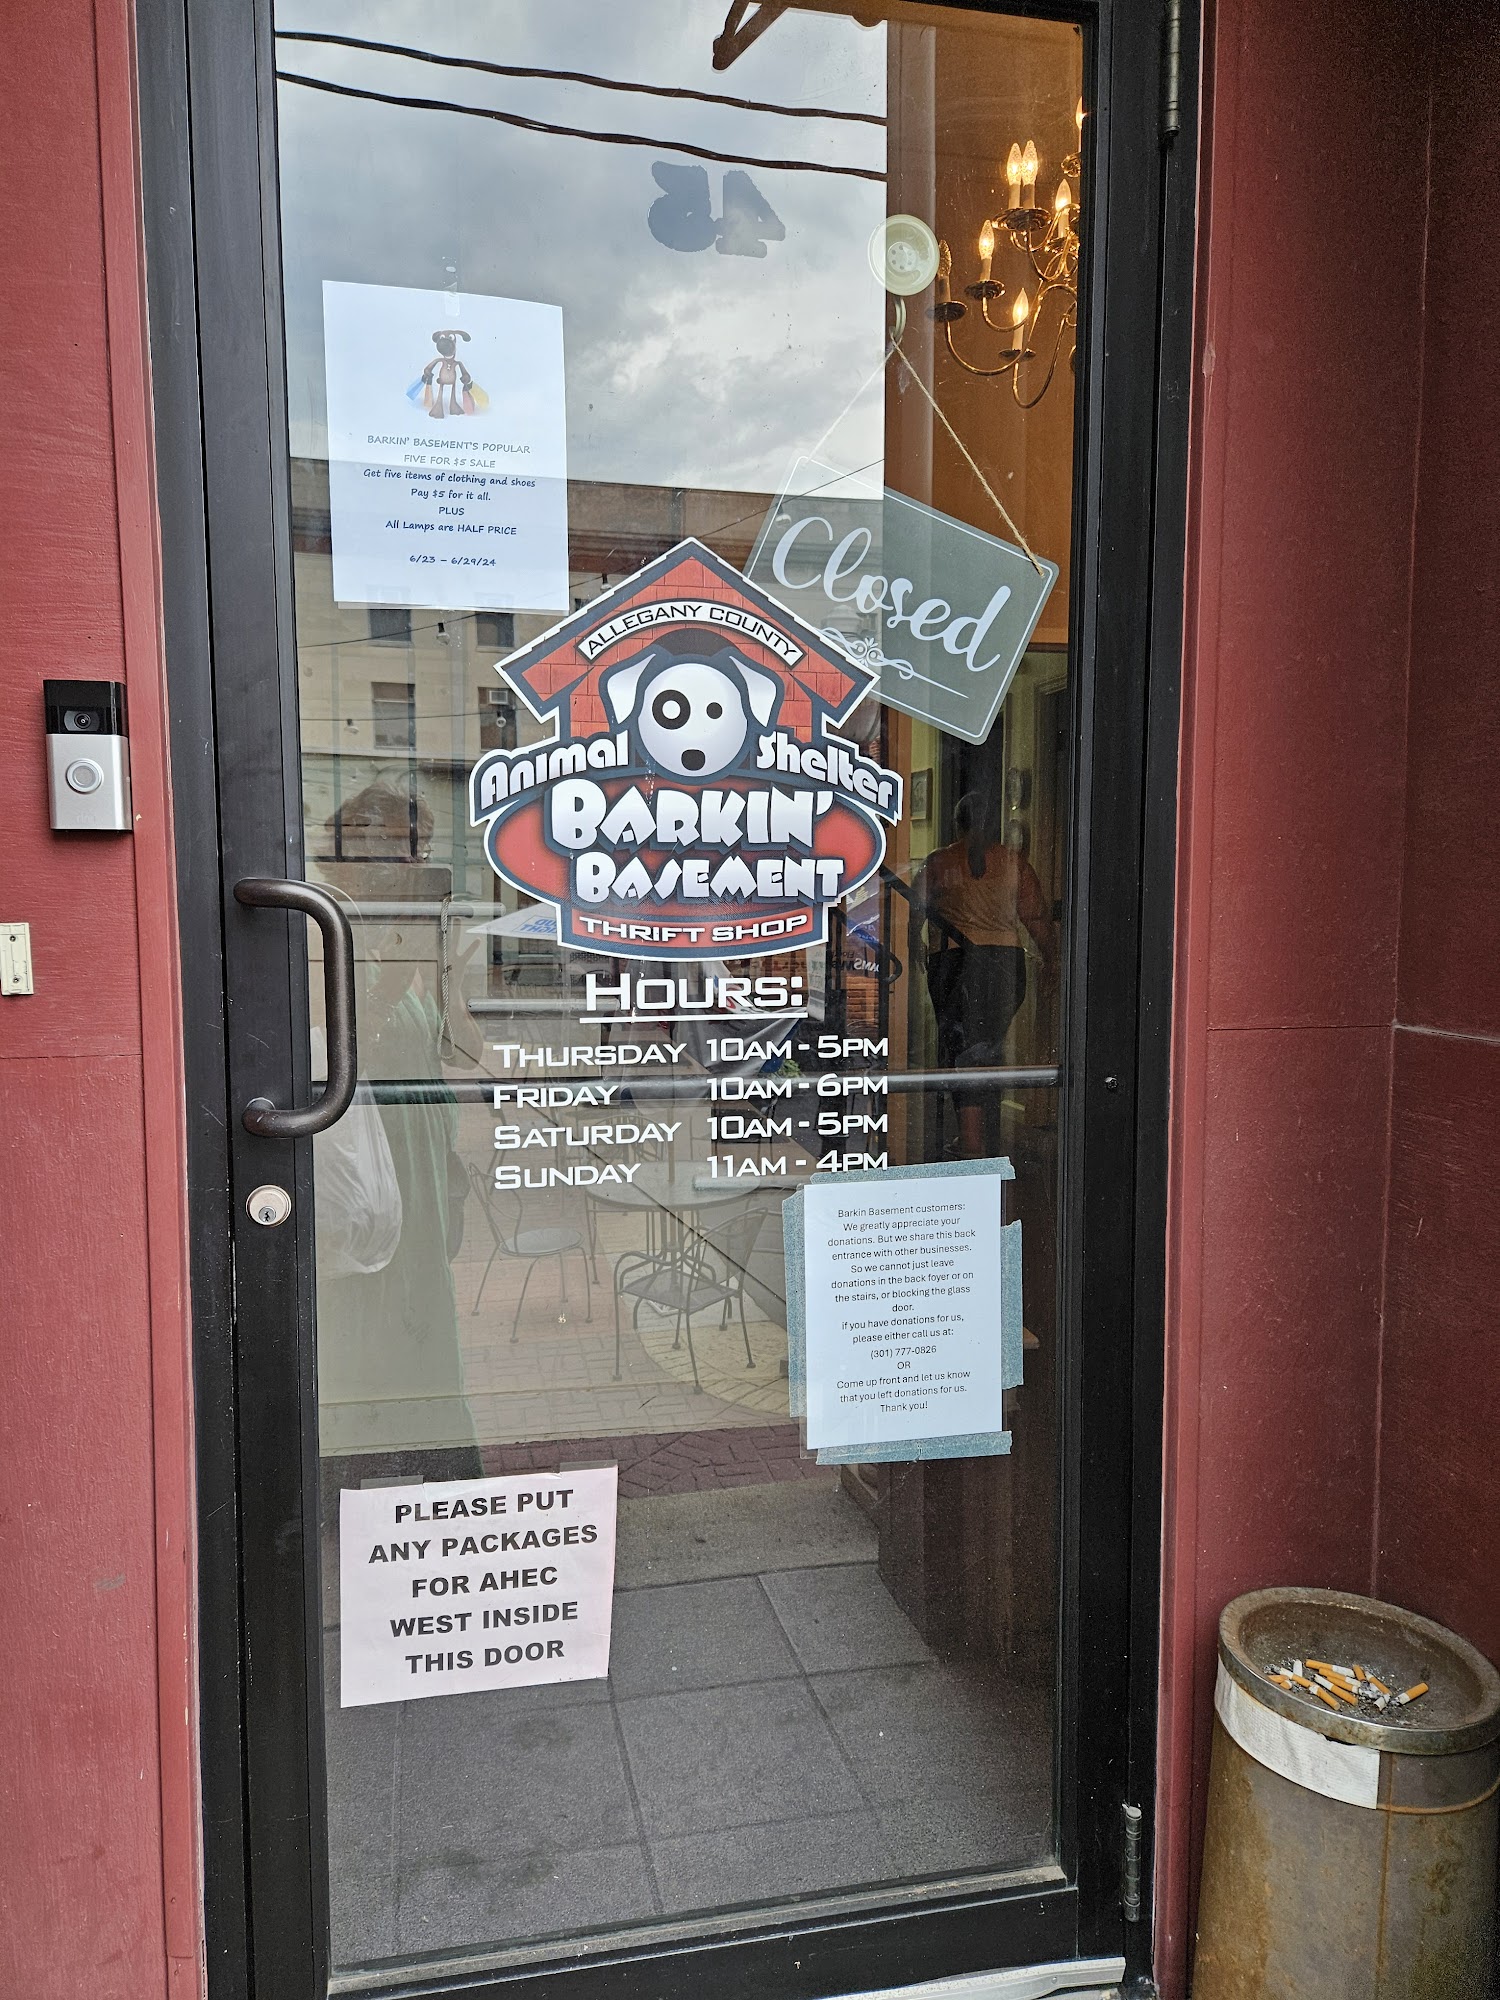 BARKIN' BASEMENT'S POPULAR
FIVE FOR $5 SALE
Get five items of clothing and shoes
Pay $5 for it all.
PLUS
All Lamps are HALF PRICE
6/23 – 6/29/24
Closed
ALLEGANY COUNTY
Animal Shelter
BARKIN'
BASEMENT
THRIFT SHOP
HOURS:
THURSDAY 10AM - 5PM
FRIDAY 10AM - 6PM
SATURDAY 10AM - 5PM
SUNDAY 11AM - 4PM
Barkin Basement customers:
We greatly appreciate your
donations. But we share this back
entrance with other businesses.
So we cannot just leave
donations in the back foyer or on
the stairs, or blocking the glass
door.
if you have donations for us,
please either call us at:
(301) 777-0826
OR
Come up front and let us know
that you left donations for us.
Thank you!
PLEASE PUT
ANY PACKAGES
FOR AHEC
WEST INSIDE
THIS DOOR